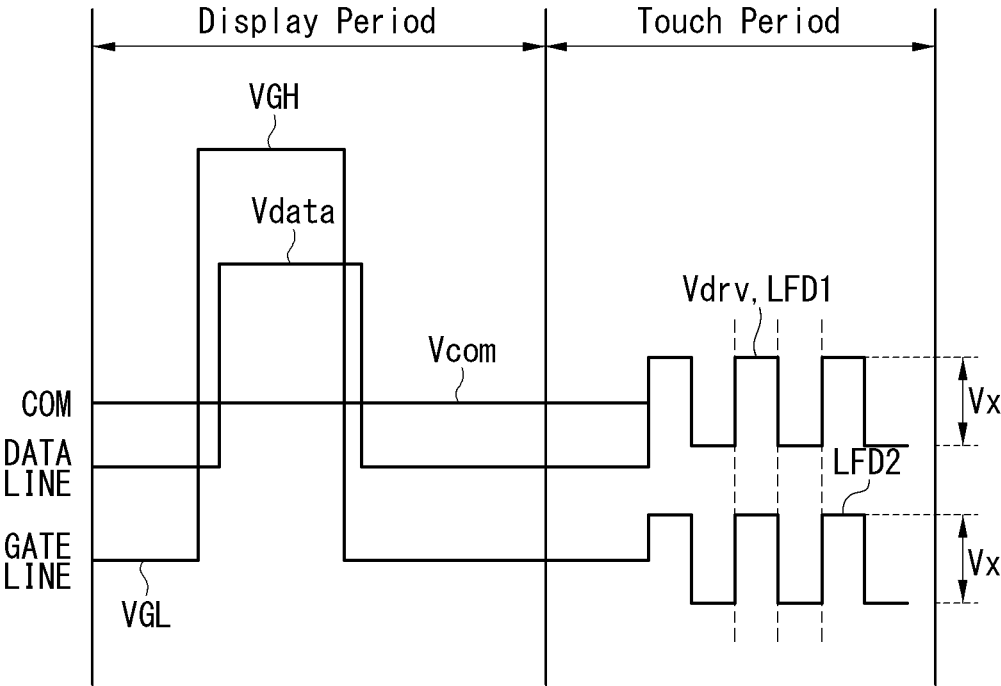 Display Period
Touch Period
VGH
Vdata
Vdrv, LFD1
Vcom
COM
Vx
DATA
LINE
LFD2
GATE
LINE
Vx
VGL